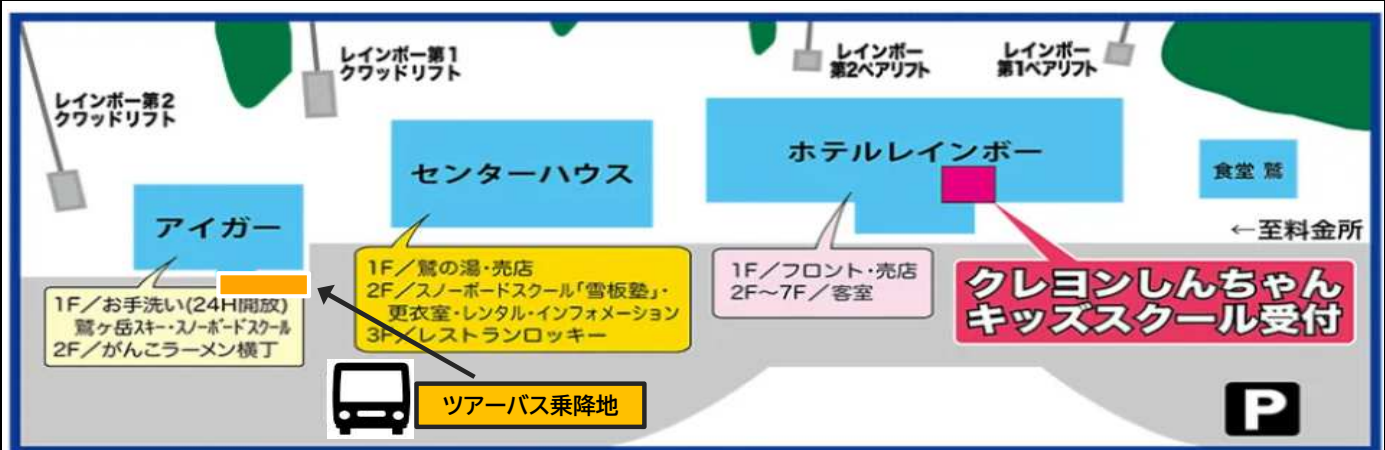 レインボー第2
クワッドリフト
レインボー第1
クワッドリフト
レインボー
第2ペアリフト
レインボー
第1ペアリフト
アイガー
センターハウス
ホテルレインボー
食堂 鷲
←至料金所
1F／お手洗い(24H開放)
鷲ヶ岳スキー・スノーボードスクール
2F／がんこラーメン横丁
1F／鷲の湯・売店
2F／スノーボードスクール「雪板塾」・
更衣室・レンタル・インフォメーション
3F／レストランロッキー
1F／フロント・売店
2F～7F／客室
クレヨンしんちゃん
キッズスクール受付
ツアーバス乗降地
P